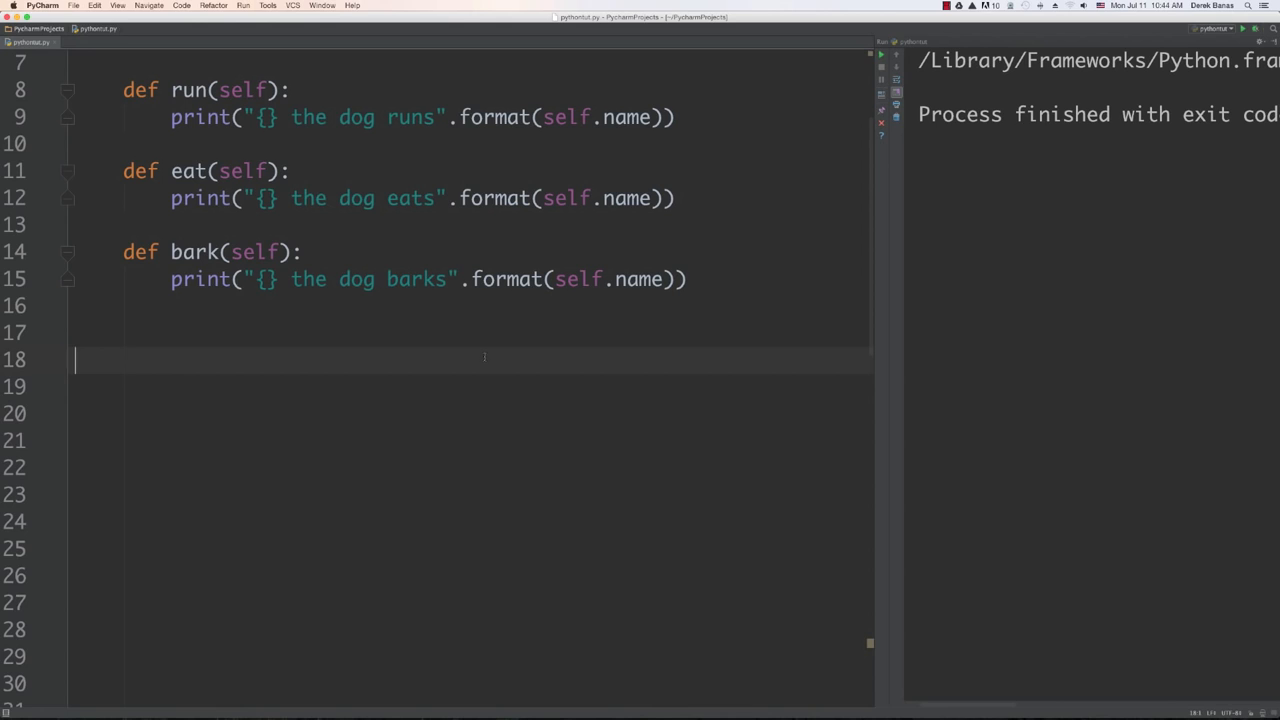 PyCharm File Edit View Navigate Code Refactor Run Tools VCS Window Help 10 Mon Jul 11 10:44 AM Derek Banas
pythontut.py - PycharmProjects - [~/PycharmProjects]
PycharmProjects pythontut.py pythontut
pythontut.py Run pythontut
7
8 def run(self):
9 print("{} the dog runs".format(self.name))
10
11 def eat(self):
12 print("{} the dog eats".format(self.name))
13
14 def bark(self):
15 print("{} the dog barks".format(self.name))
16
17
18
19
20
21
22
23
24
25
26
27
28
29
30
/Library/Frameworks/Python.fra
Process finished with exit cod
18:1 LF UTF-8